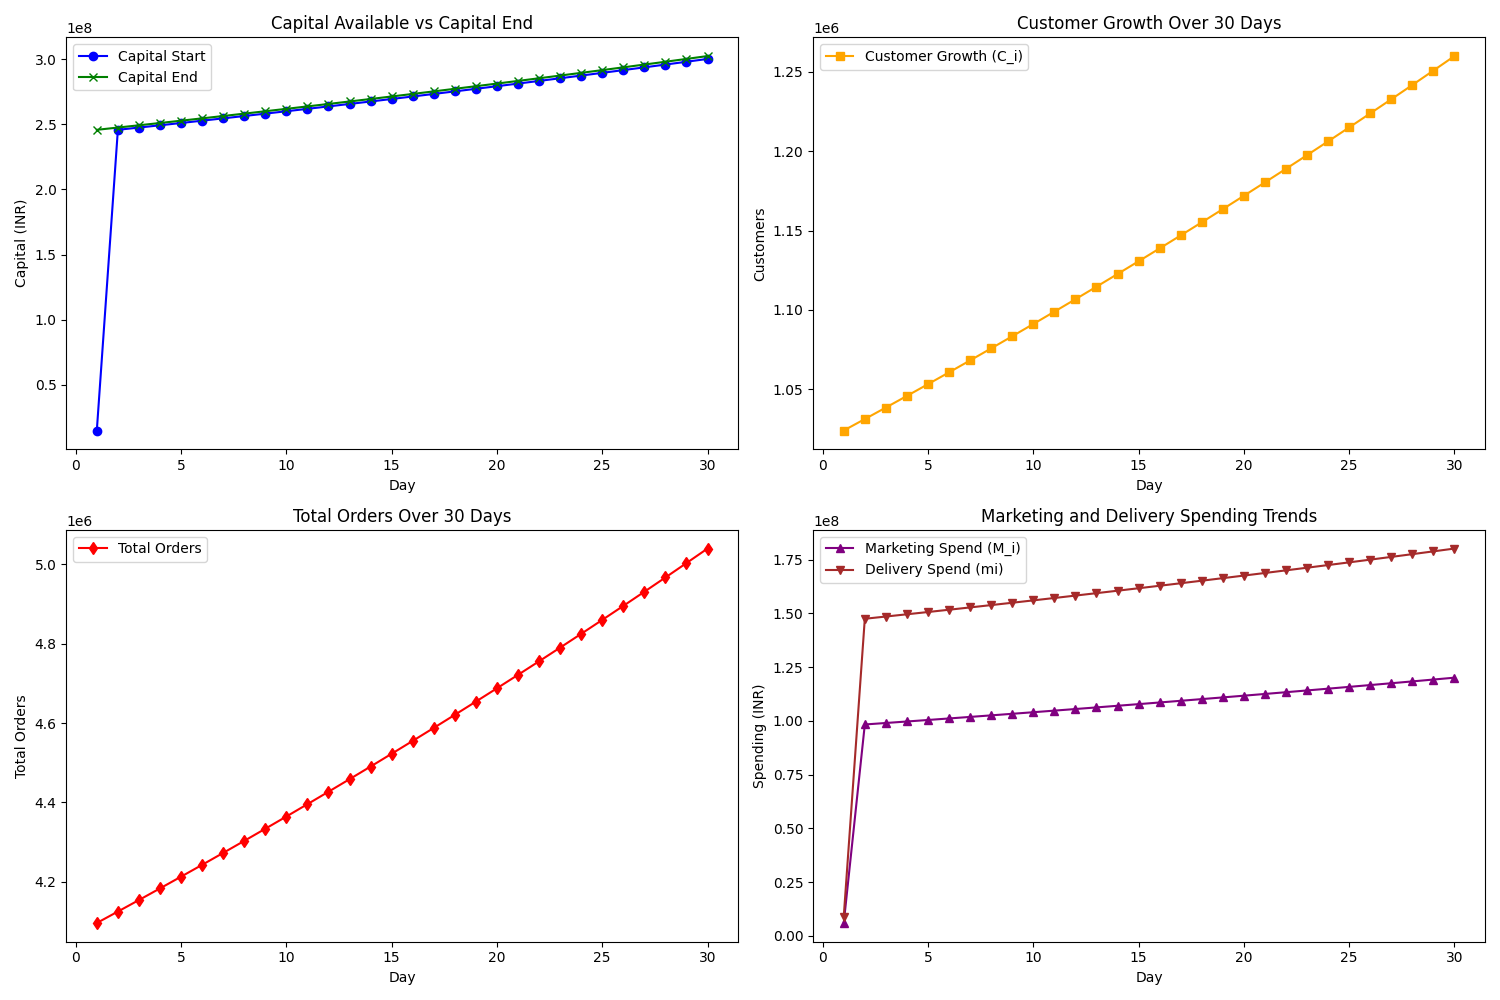 Capital Available vs Capital End
1e8
Capital Start
Capital End
3.0
2.5
2.0
1.5
1.0
0.5
Capital (INR)
0 5 10 15 20 25 30
Day
Customer Growth Over 30 Days
1e6
Customer Growth (C_i)
1.25
1.20
1.15
1.10
1.05
Customers
0 5 10 15 20 25 30
Day
Total Orders Over 30 Days
1e6
Total Orders
5.0
4.8
4.6
4.4
4.2
Total Orders
0 5 10 15 20 25 30
Day
Marketing and Delivery Spending Trends
1e8
Marketing Spend (M_i)
Delivery Spend (mi)
1.75
1.50
1.25
1.00
0.75
0.50
0.25
0.00
Spending (INR)
0 5 10 15 20 25 30
Day